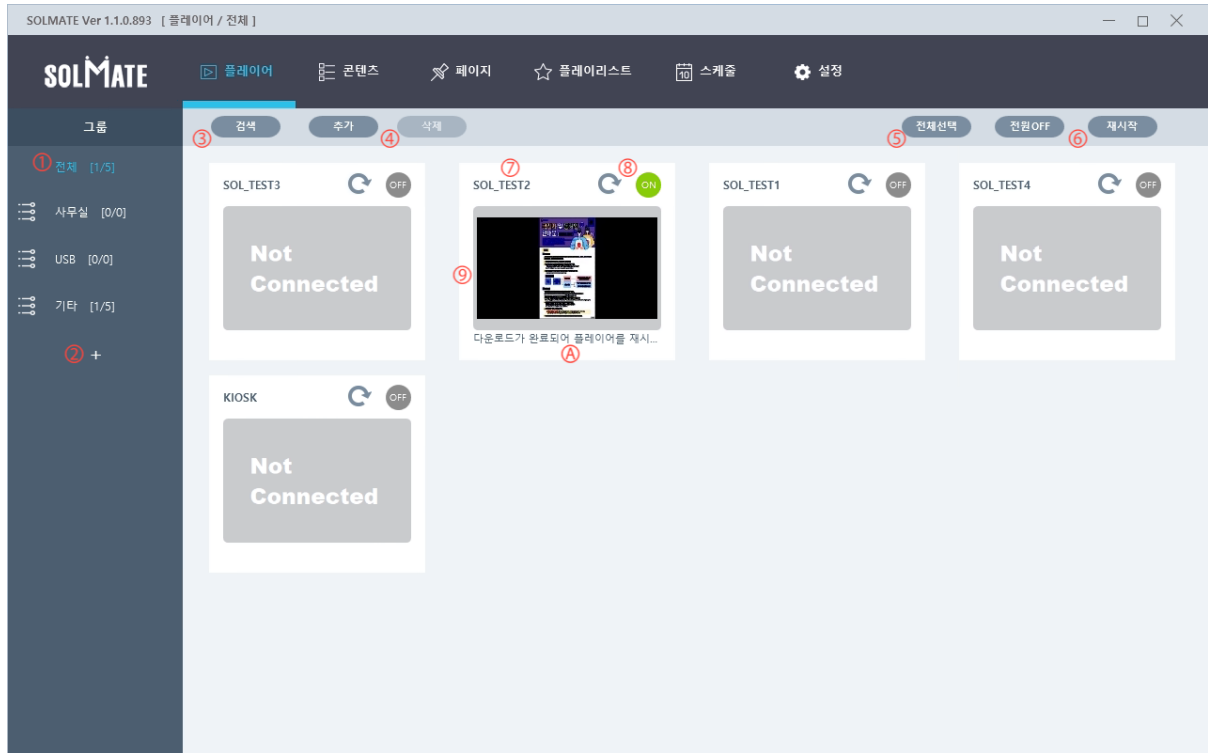 SOLMATE Ver 1.1.0.893 [ 플레이어 / 전체 ]
SOLMATE 플레이어 콘텐츠 페이지 플레이리스트 10 스케줄 설정
그룹 ③ 검색 추가 ④ 삭제 ⑤ 전체선택 전원OFF ⑥ 재시작
① 전체 [1/5]
사무실 [0/0]
USB [0/0]
기타 [1/5]
② +
SOL_TEST3 OFF
Not
Connected
⑦
SOL_TEST2 ⑧ ON
⑨
다운로드가 완료되어 플레이어를 재시...
Ⓐ
SOL_TEST1 OFF
Not
Connected
SOL_TEST4 OFF
Not
Connected
KIOSK OFF
Not
Connected